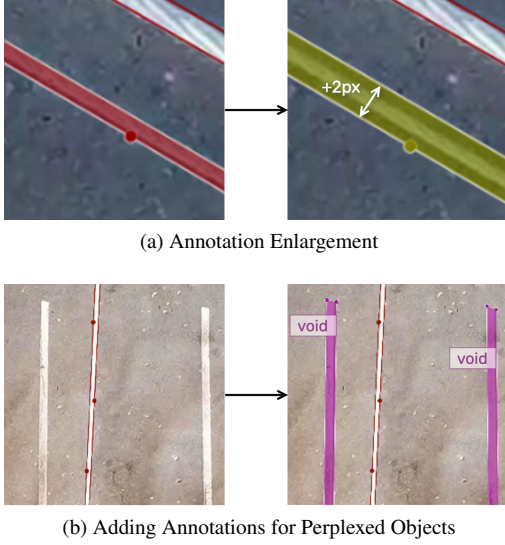 +2px
(a) Annotation Enlargement
void
void
(b) Adding Annotations for Perplexed Objects